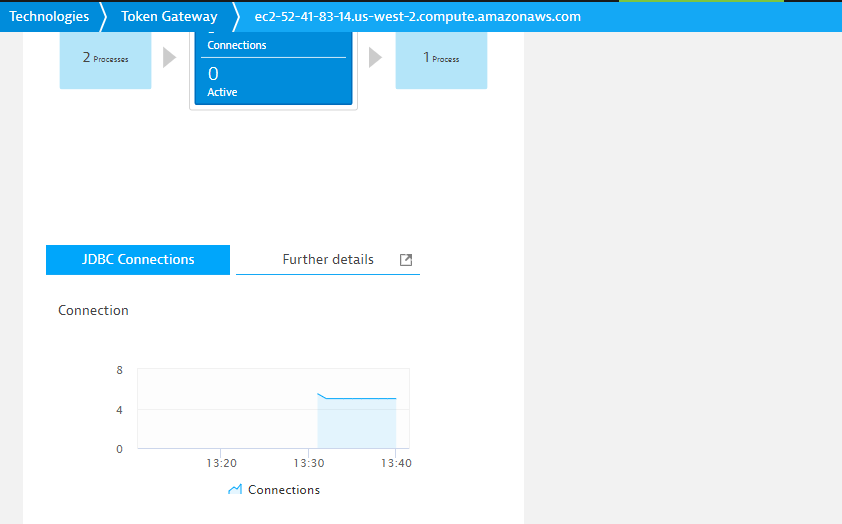 Technologies Token Gateway ec2-52-41-83-14.us-west-2.compute.amazonaws.com
Connections
2 Processes
1 Process
0
Active
JDBC Connections Further details
Connection
8
4
0
13:20 13:30 13:40
Connections